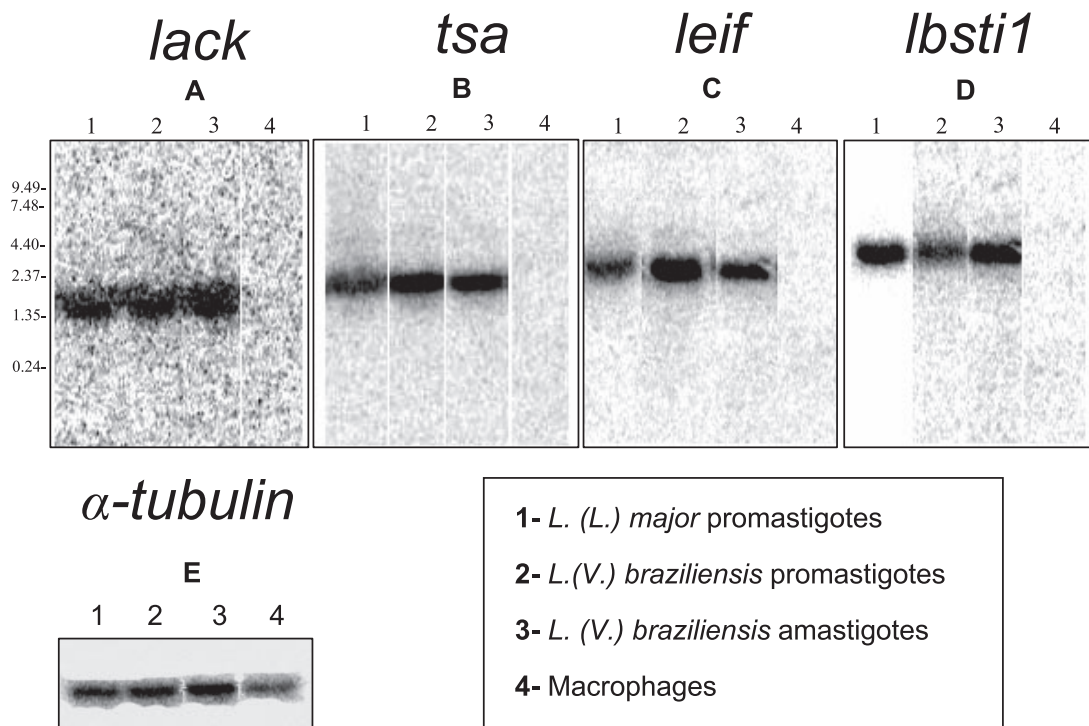 lack tsa leif lbsti1
A B C D
1 2 3 4 1 2 3 4 1 2 3 4 1 2 3 4
9.49-
7.48-
4.40-
2.37-
1.35-
0.24-
α-tubulin
E
1 2 3 4
1- L. (L.) major promastigotes
2- L.(V.) braziliensis promastigotes
3- L. (V.) braziliensis amastigotes
4- Macrophages